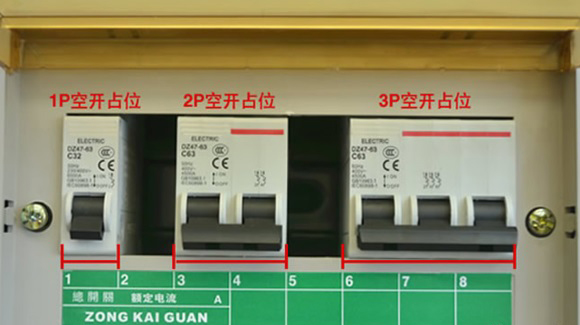 1P空开占位 2P空开占位 3P空开占位
ELECTRIC
DZ47-63
C32
ELECTRIC
DZ47-63
C63
ELECTRIC
DZ47-63
C63
1 2 3 4 5 6 7 8
總開關 額定电流 A
ZONG KAI GUAN